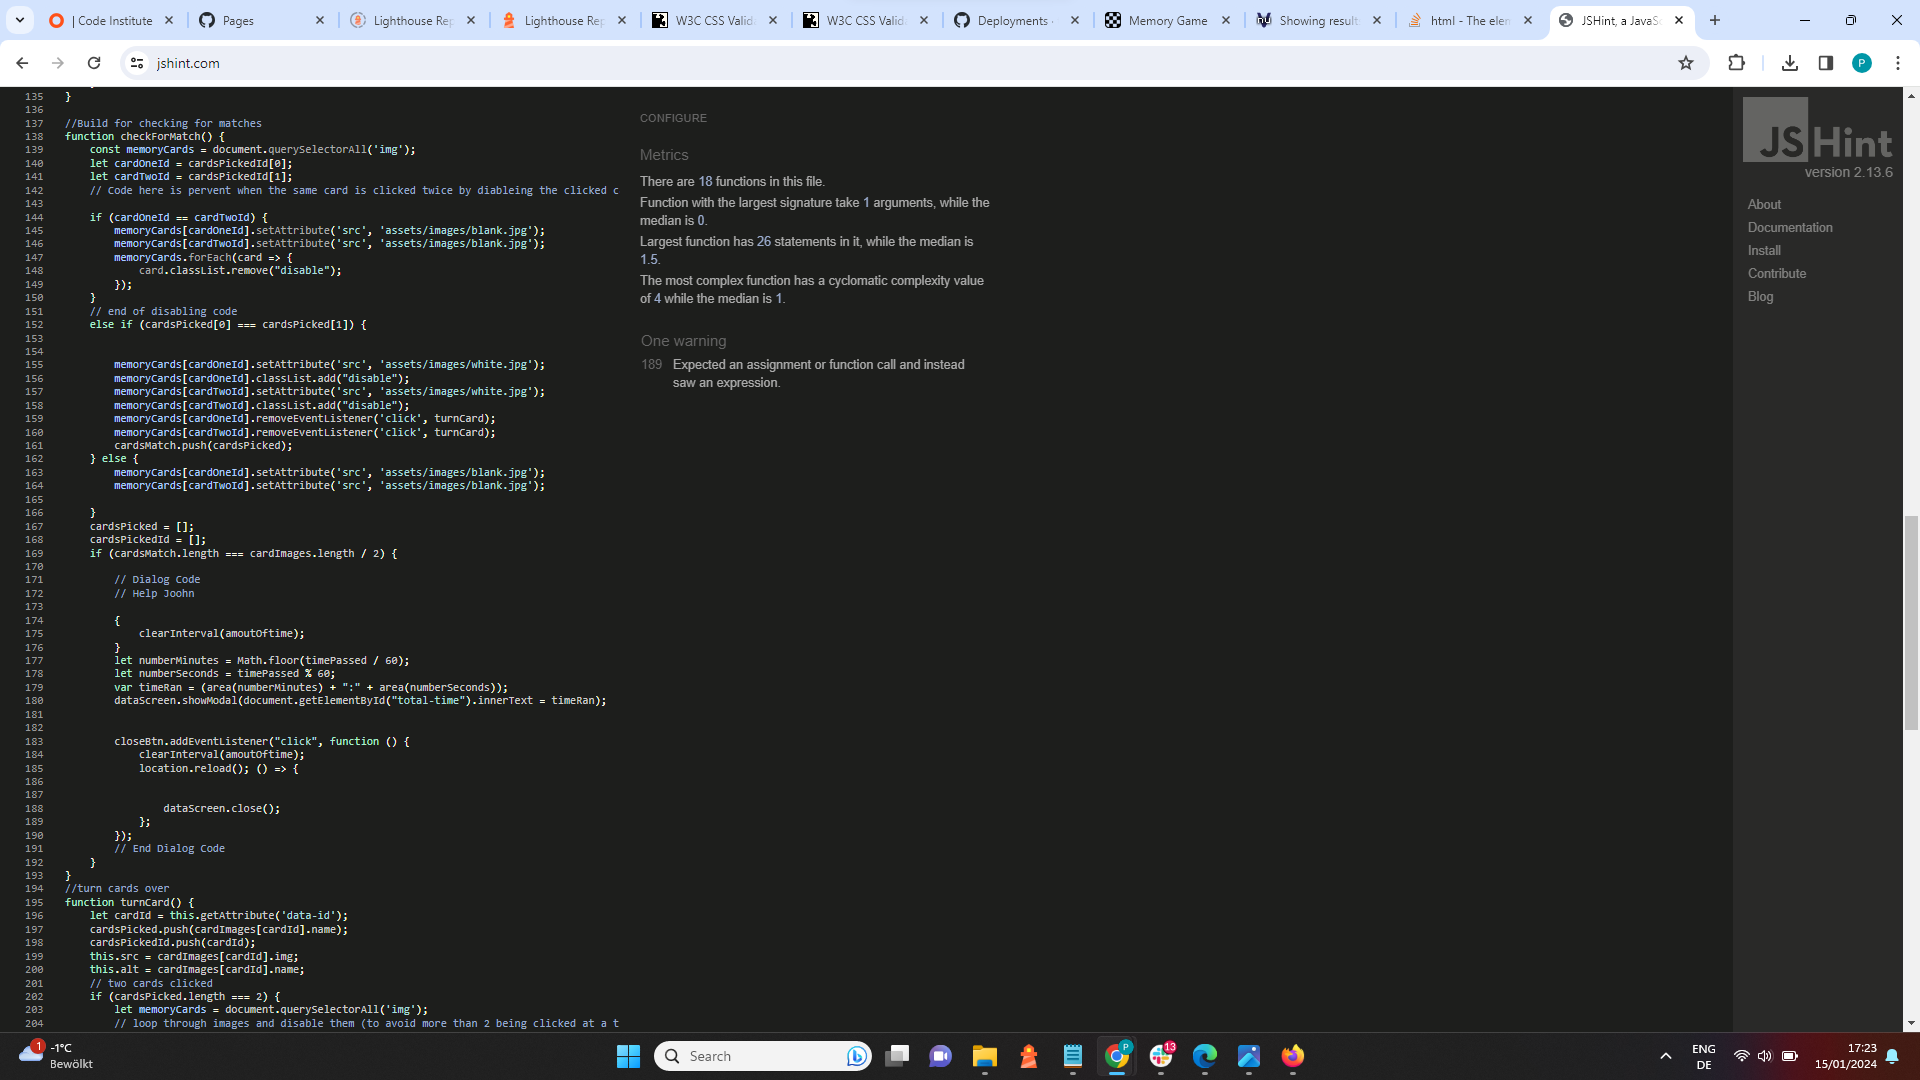 | Code Institute
Pages
Lighthouse Rep
Lighthouse Rep
W3C CSS Valid
W3C CSS Valid
Deployments
Memory Game
Showing result
html - The elem
JSHint, a JavaSc
jshint.com
P
135 }
136
137 //Build for checking for matches
138 function checkForMatch() {
139 const memoryCards = document.querySelectorAll('img');
140 let cardOneId = cardsPickedId[0];
141 let cardTwoId = cardsPickedId[1];
142 // Code here is pervent when the same card is clicked twice by diableing the clicked c
143
144 if (cardOneId == cardTwoId) {
145 memoryCards[cardOneId].setAttribute('src', 'assets/images/blank.jpg');
146 memoryCards[cardTwoId].setAttribute('src', 'assets/images/blank.jpg');
147 memoryCards.forEach(card => {
148 card.classList.remove("disable");
149 });
150 }
151 // end of disabling code
152 else if (cardsPicked[0] === cardsPicked[1]) {
153
154
155 memoryCards[cardOneId].setAttribute('src', 'assets/images/white.jpg');
156 memoryCards[cardOneId].classList.add("disable");
157 memoryCards[cardTwoId].setAttribute('src', 'assets/images/white.jpg');
158 memoryCards[cardTwoId].classList.add("disable");
159 memoryCards[cardOneId].removeEventListener('click', turnCard);
160 memoryCards[cardTwoId].removeEventListener('click', turnCard);
161 cardsMatch.push(cardsPicked);
162 } else {
163 memoryCards[cardOneId].setAttribute('src', 'assets/images/blank.jpg');
164 memoryCards[cardTwoId].setAttribute('src', 'assets/images/blank.jpg');
165
166 }
167 cardsPicked = [];
168 cardsPickedId = [];
169 if (cardsMatch.length === cardImages.length / 2) {
170
171 // Dialog Code
172 // Help Joohn
173
174 {
175 clearInterval(amoutOftime);
176 }
177 let numberMinutes = Math.floor(timePassed / 60);
178 let numberSeconds = timePassed % 60;
179 var timeRan = (area(numberMinutes) + ":" + area(numberSeconds));
180 dataScreen.showModal(document.getElementById("total-time").innerText = timeRan);
181
182
183 closeBtn.addEventListener("click", function () {
184 clearInterval(amoutOftime);
185 location.reload(); () => {
186
187
188 dataScreen.close();
189 };
190 });
191 // End Dialog Code
192 }
193 }
194 //turn cards over
195 function turnCard() {
196 let cardId = this.getAttribute('data-id');
197 cardsPicked.push(cardImages[cardId].name);
198 cardsPickedId.push(cardId);
199 this.src = cardImages[cardId].img;
200 this.alt = cardImages[cardId].name;
201 // two cards clicked
202 if (cardsPicked.length === 2) {
203 let memoryCards = document.querySelectorAll('img');
204 // loop through images and disable them (to avoid more than 2 being clicked at a t
CONFIGURE
Metrics
There are 18 functions in this file.
Function with the largest signature take 1 arguments, while the
median is 0.
Largest function has 26 statements in it, while the median is
1.5.
The most complex function has a cyclomatic complexity value
of 4 while the median is 1.
One warning
189 Expected an assignment or function call and instead
saw an expression.
JSHint
version 2.13.6
About
Documentation
Install
Contribute
Blog
1
-1°C
Bewölkt
Search
P
13
ENG
DE
17:23
15/01/2024